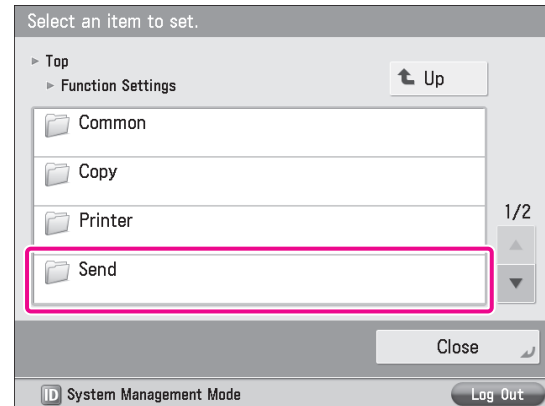 Select an item to set.
Top
Function Settings
Up
Common
Copy
Printer
Send
1/2
Close
ID System Management Mode
Log Out